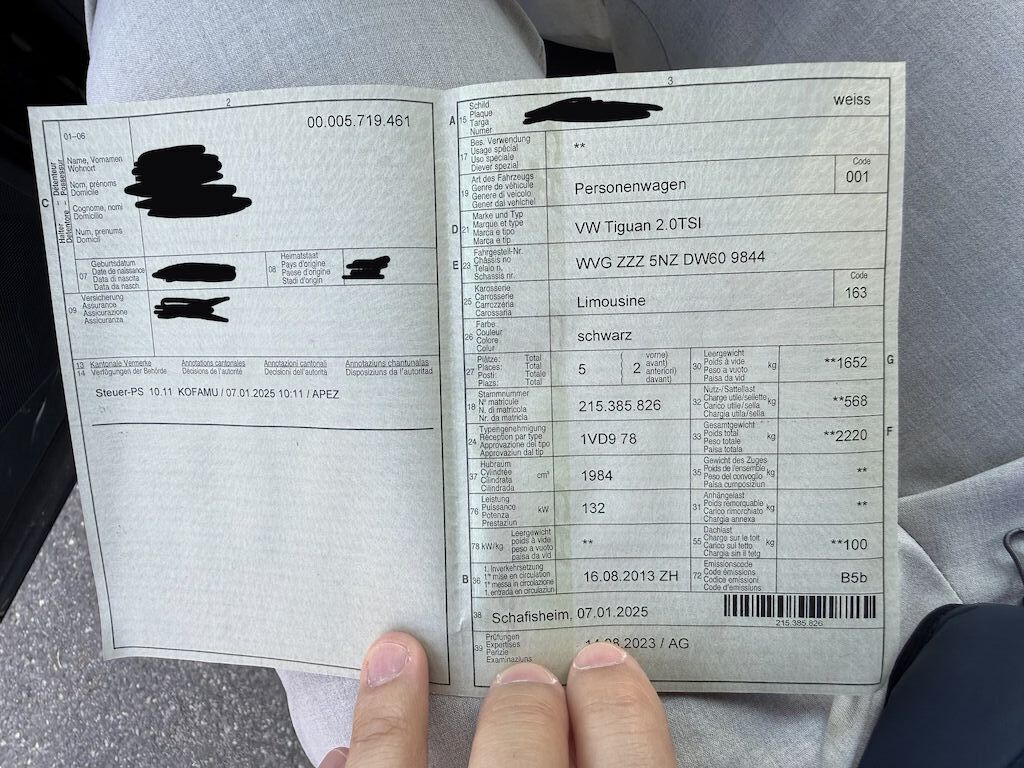 2
00.005.719.461
01–06
C
Halter Détenteur
Detentore Possessur
Name, Vornamen
Wohnort
Nom, prénoms
Domicile
Cognome, nomi
Domicilio
Num, prenums
Domicil
07
Geburtsdatum
Date de naissance
Data di nascita
Data da nasch.
08
Heimatstaat
Pays d'origine
Paese d'origine
Stadi d'origin
09
Versicherung
Assurance
Assicurazione
Assicuranza
13
14
Kantonale Vermerke
Verfügungen der Behörde
Annotations cantonales
Décisions de l'autorité
Annotazioni cantonali
Decisioni dell'autorità
Annotaziuns chantunalas
Disposiziuns da l'autoritad
Steuer-PS 10.11 KOFAMU / 07.01.2025 10:11 / APEZ
3
A
15
Schild
Plaque
Targa
Numer
weiss
17
Bes. Verwendung
Usage spécial
Uso speciale
Diever spezial
**
19
Art des Fahrzeugs
Genre de véhicule
Genere di veicolo
Gener dal vehichel
Personenwagen
Code
001
D
21
Marke und Typ
Marque et type
Marca e tipo
Marca e tip
VW Tiguan 2.0TSI
E
23
Fahrgestell-Nr.
Châssis no
Telaio n.
Schassis nr.
WVG ZZZ 5NZ DW60 9844
25
Karosserie
Carrosserie
Carrozzeria
Carossaria
Limousine
Code
163
26
Farbe
Couleur
Colore
Colur
schwarz
27
Plätze: Total
Places: Total
Posti: Totale
Plazs: Total
5
2
vorne)
avant)
anteriori)
davant)
30
Leergewicht
Poids à vide
Peso a vuoto
Paisa da vid
kg
**1652
G
18
Stammnummer
N° matricule
N. di matricola
Nr. da matricla
215.385.826
32
Nutz-/Sattellast
Charge utile/sellette
Carico utile/sella
Chargia utila/sella
kg
**568
24
Typengenehmigung
Réception par type
Approvazione del tipo
Approvaziun dal tip
1VD9 78
33
Gesamtgewicht
Poids total
Peso totale
Paisa totala
kg
**2220
F
37
Hubraum
Cylindrée
Cilindrata
Cilindrada
cm³
1984
35
Gewicht des Zuges
Poids de l'ensemble
Peso del convoglio
Paisa cumposiziun
kg
**
76
Leistung
Puissance
Potenza
Prestaziun
kW
132
31
Anhängelast
Poids remorquable
Carico rimorchiato
Chargia annexa
kg
**
78
kW/kg
Leergewicht
poids à vide
peso a vuoto
paisa da vid
**
55
Dachlast
Charge sur le toit
Carico sul tetto
Chargia sin il tetg
kg
**100
B
36
1. Inverkehrsetzung
1re mise en circulation
1a messa in circolazione
1. entrada en circulaziun
16.08.2013 ZH
72
Emissionscode
Code émissions
Codice emissioni
Code d'emissiuns
B5b
38
Schafisheim, 07.01.2025
215.385.826
39
Prüfungen
Expertises
Perizie
Examinaziuns
14.08.2023 / AG